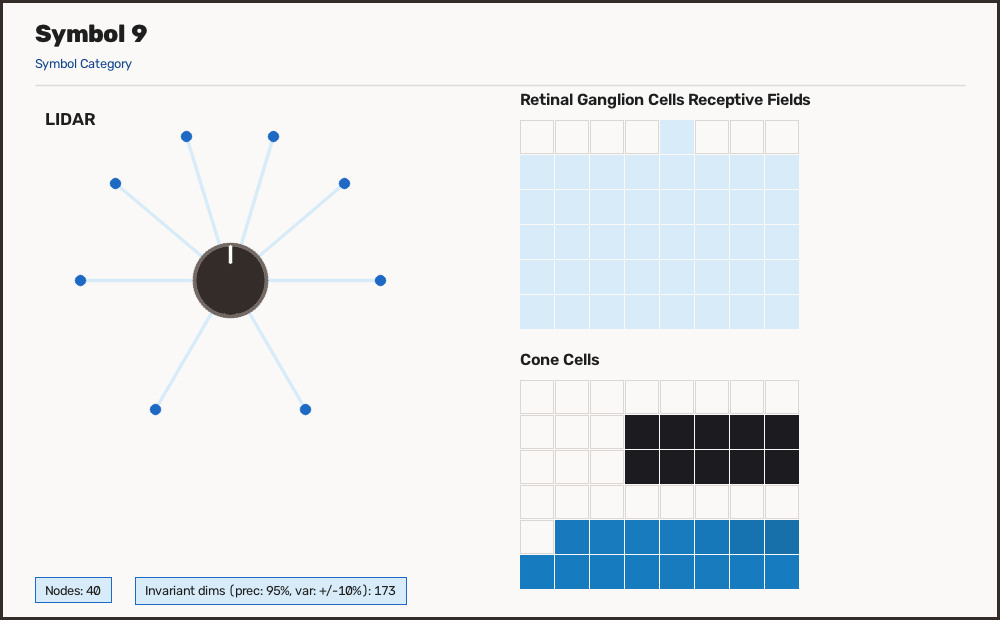 Symbol 9
Symbol Category
LIDAR
Retinal Ganglion Cells Receptive Fields
Cone Cells
Nodes: 40
Invariant dims (prec: 95%, var: +/-10%): 173